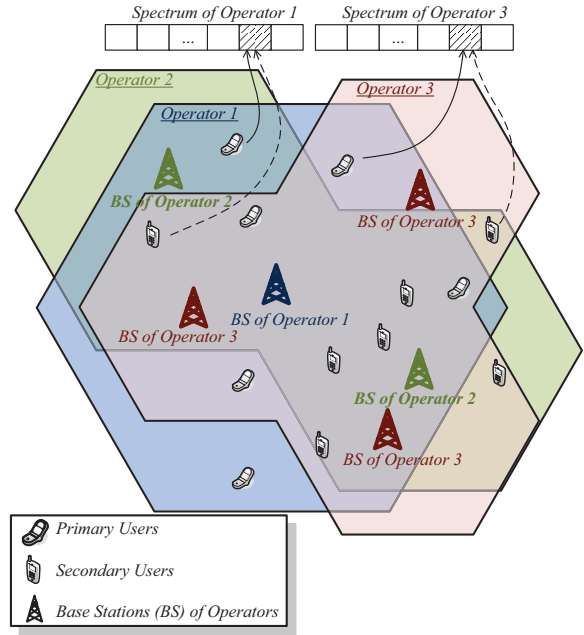 Spectrum of Operator 1
Spectrum of Operator 3
...
...
Operator 2
Operator 3
Operator 1
BS of Operator 2
BS of Operator 3
BS of Operator 1
BS of Operator 3
BS of Operator 2
BS of Operator 3
Primary Users
Secondary Users
Base Stations (BS) of Operators